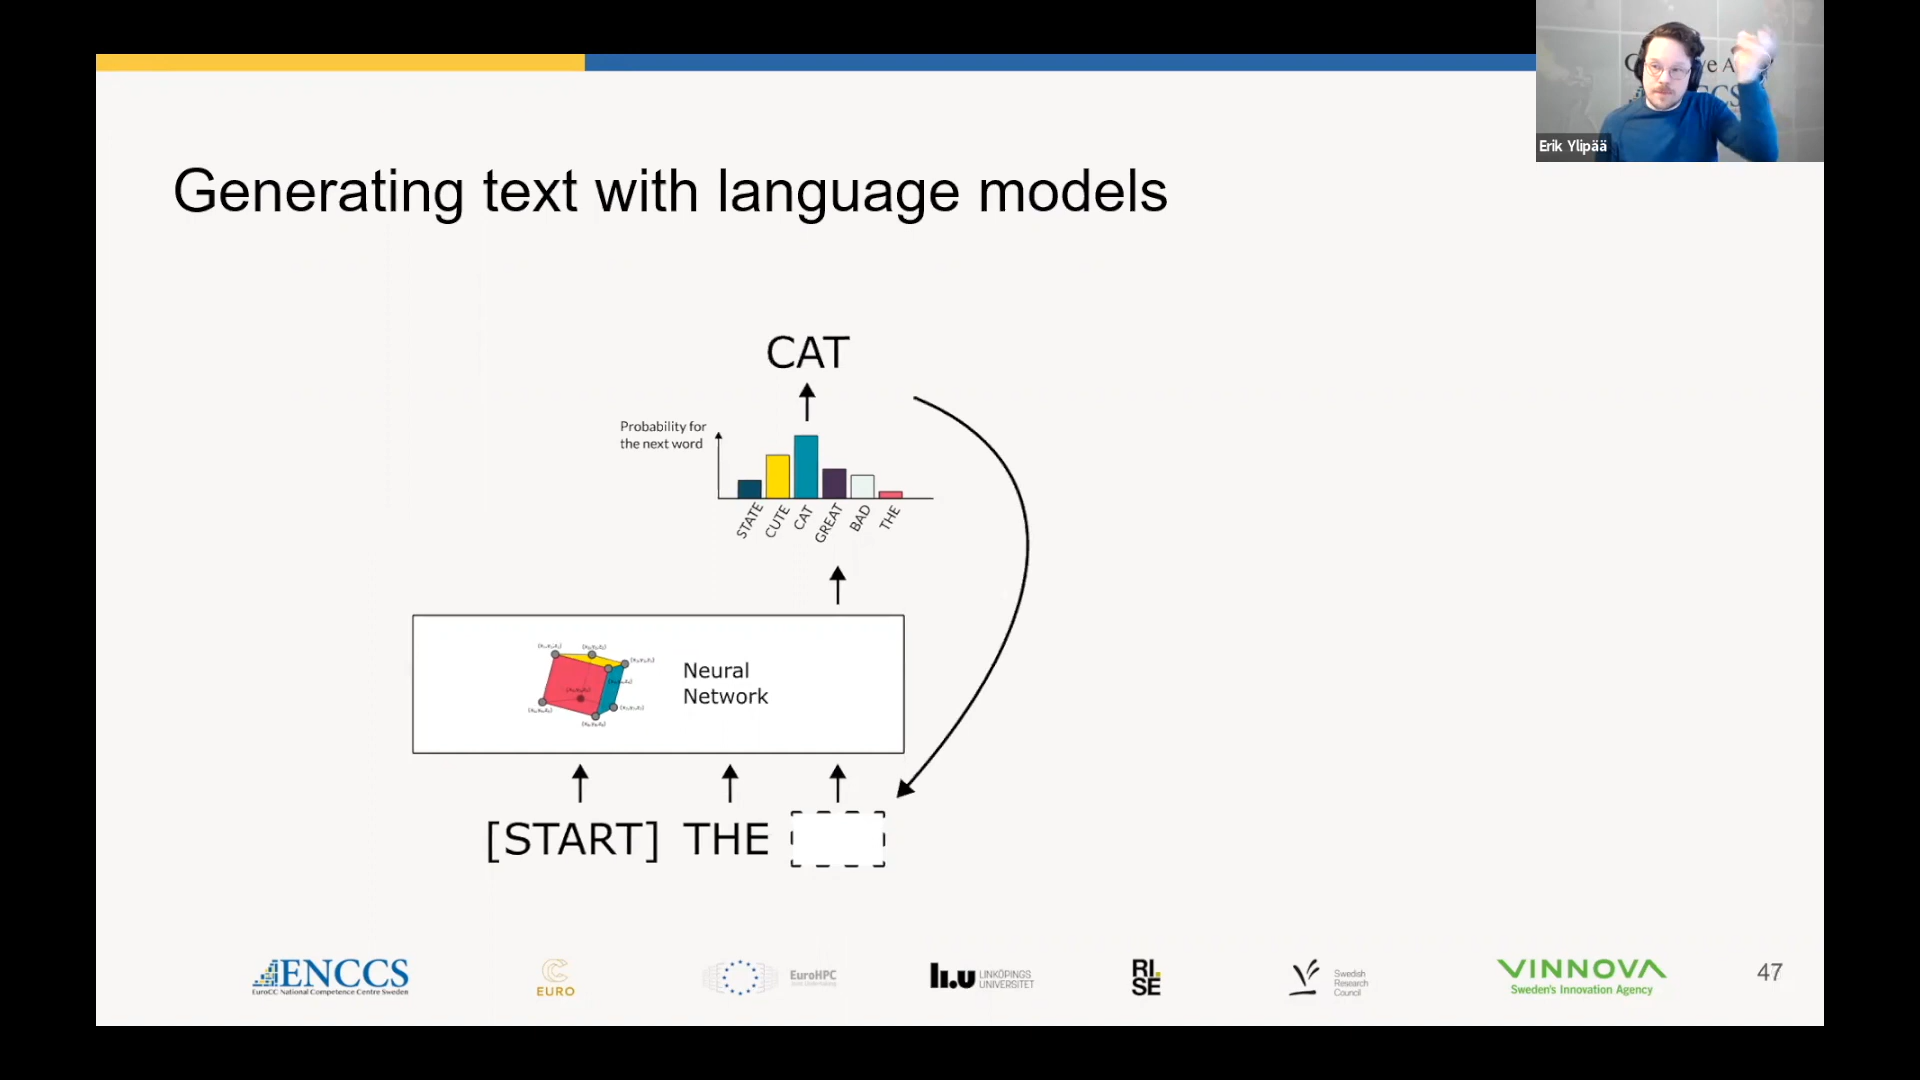 Erik Ylipää
Generating text with language models
CAT
Probability for
the next word
STATE
CUTE
CAT
GREAT
BAD
THE
Neural
Network
[START] THE
ENCCS
EuroCC National Competence Centre Sweden
EURO
EuroHPC
LI.U LINKÖPINGS
UNIVERSITET
RI.
SE
Swedish
Research
Council
VINNOVA
Sweden's Innovation Agency
47